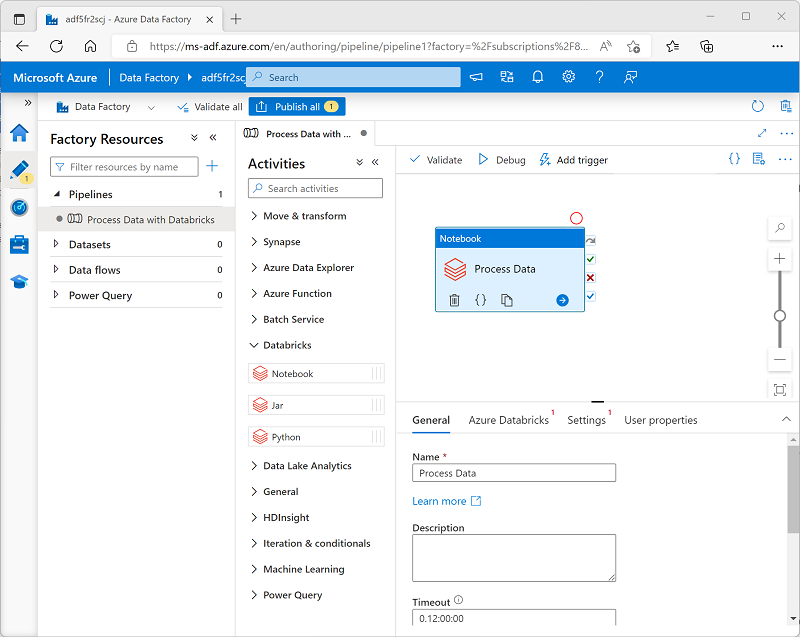 adf5fr2scj - Azure Data Factory
https://ms-adf.azure.com/en/authoring/pipeline/pipeline1?factory=%2Fsubscriptions%2F8...
Microsoft Azure
Data Factory
adf5fr2scj
Search
Data Factory
Validate all
Publish all
1
1
Factory Resources
Filter resources by name
Pipelines
1
Process Data with Databricks
Datasets
0
Data flows
0
Power Query
0
Process Data with ...
Activities
Search activities
Move & transform
Synapse
Azure Data Explorer
Azure Function
Batch Service
Databricks
Notebook
Jar
Python
Data Lake Analytics
General
HDInsight
Iteration & conditionals
Machine Learning
Power Query
Validate
Debug
Add trigger
Notebook
Process Data
General
Azure Databricks 1
Settings 1
User properties
Name *
Process Data
Learn more
Description
Timeout
0.12:00:00